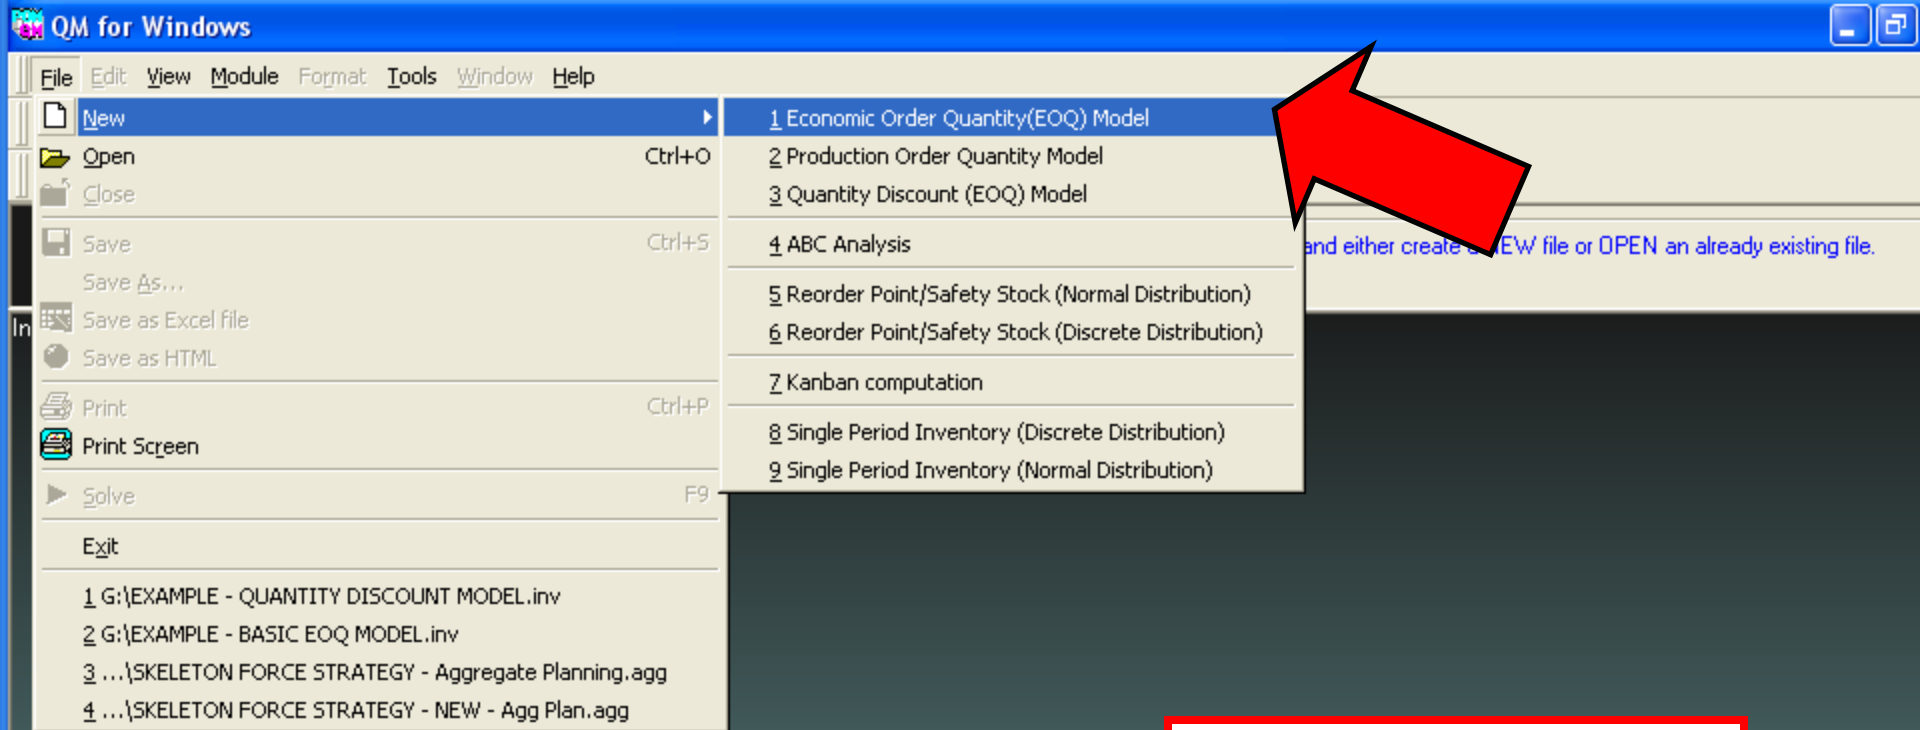 QM for Windows
File Edit View Module Format Tools Window Help
New
Open Ctrl+O
Close
Save Ctrl+S
Save As...
Save as Excel file
Save as HTML
Print Ctrl+P
Print Screen
Solve F9
Exit
1 G:\EXAMPLE - QUANTITY DISCOUNT MODEL.inv
2 G:\EXAMPLE - BASIC EOQ MODEL.inv
3 ...\SKELETON FORCE STRATEGY - Aggregate Planning.agg
4 ...\SKELETON FORCE STRATEGY - NEW - Agg Plan.agg
1 Economic Order Quantity(EOQ) Model
2 Production Order Quantity Model
3 Quantity Discount (EOQ) Model
4 ABC Analysis
5 Reorder Point/Safety Stock (Normal Distribution)
6 Reorder Point/Safety Stock (Discrete Distribution)
7 Kanban computation
8 Single Period Inventory (Discrete Distribution)
9 Single Period Inventory (Normal Distribution)
and either create EW file or OPEN an already existing file.
In